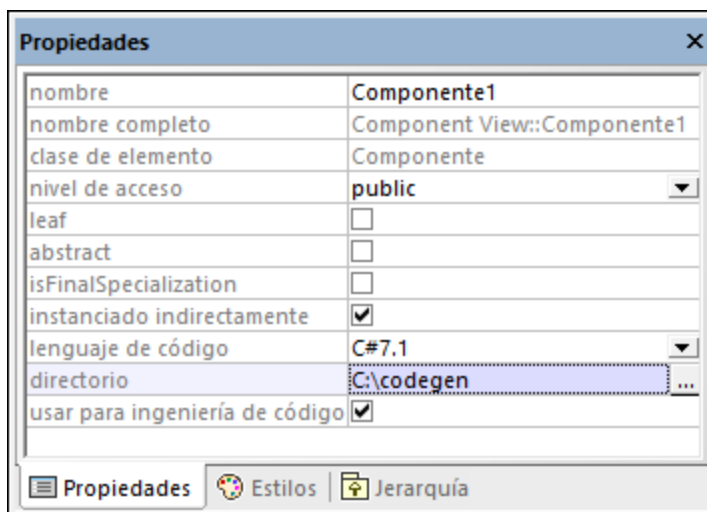 Propiedades
nombre Componente1
nombre completo Component View::Componente1
clase de elemento Componente
nivel de acceso public
leaf
abstract
isFinalSpecialization
instanciado indirectamente
lenguaje de código C#7.1
directorio C:\codegen ...
usar para ingeniería de código
Propiedades Estilos Jerarquía